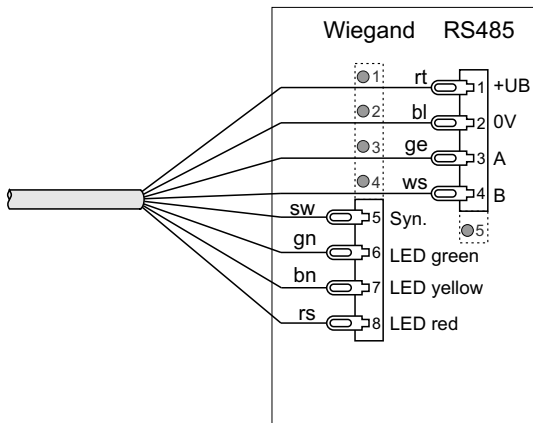 Wiegand RS485
1 rt 1 +UB
2 bl 2 0V
3 ge 3 A
4 ws 4 B
sw 5 Syn. 5
gn 6 LED green
bn 7 LED yellow
rs 8 LED red